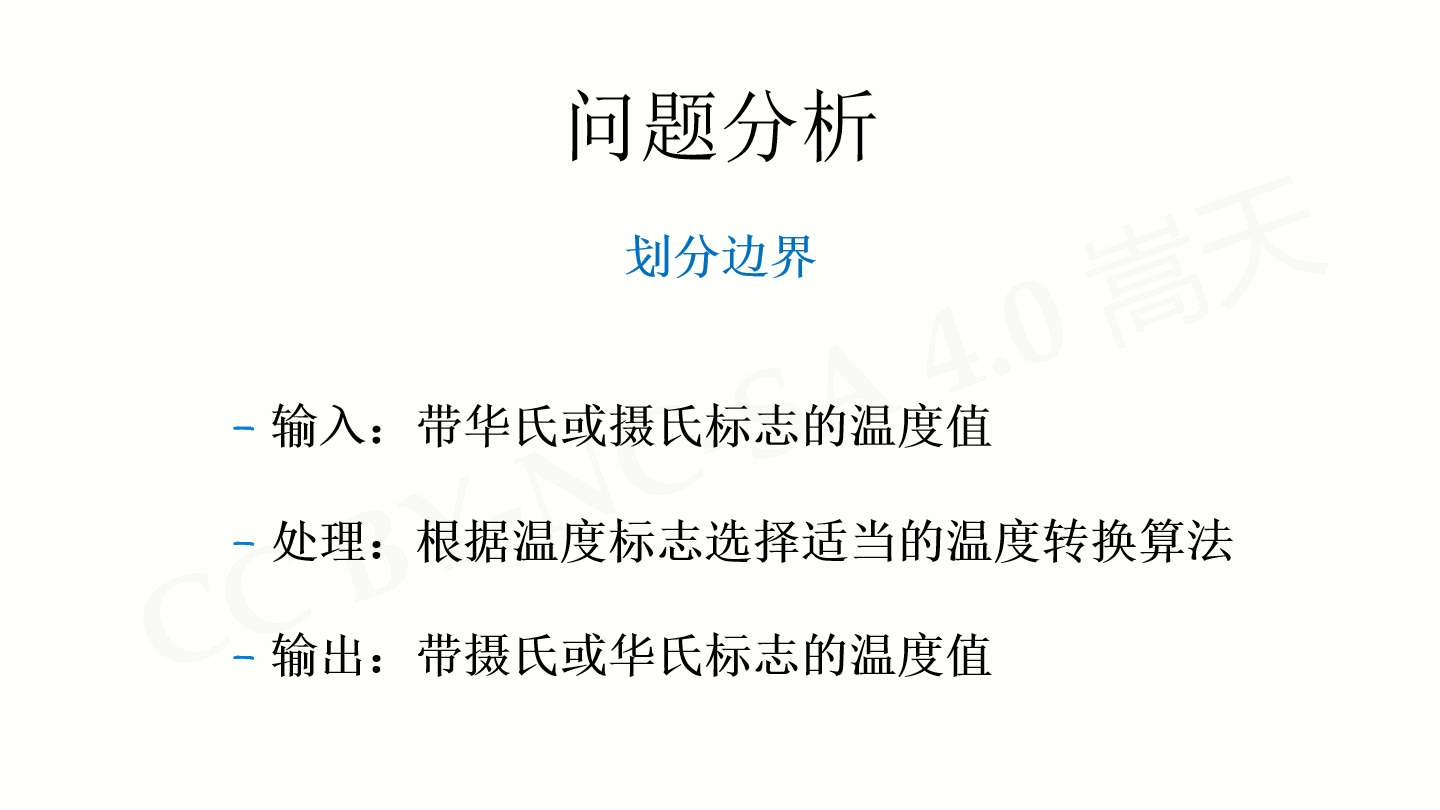 问题分析
划分边界
- 输入：带华氏或摄氏标志的温度值
- 处理：根据温度标志选择适当的温度转换算法
- 输出：带摄氏或华氏标志的温度值
CC BY-NC-SA 4.0 嵩天